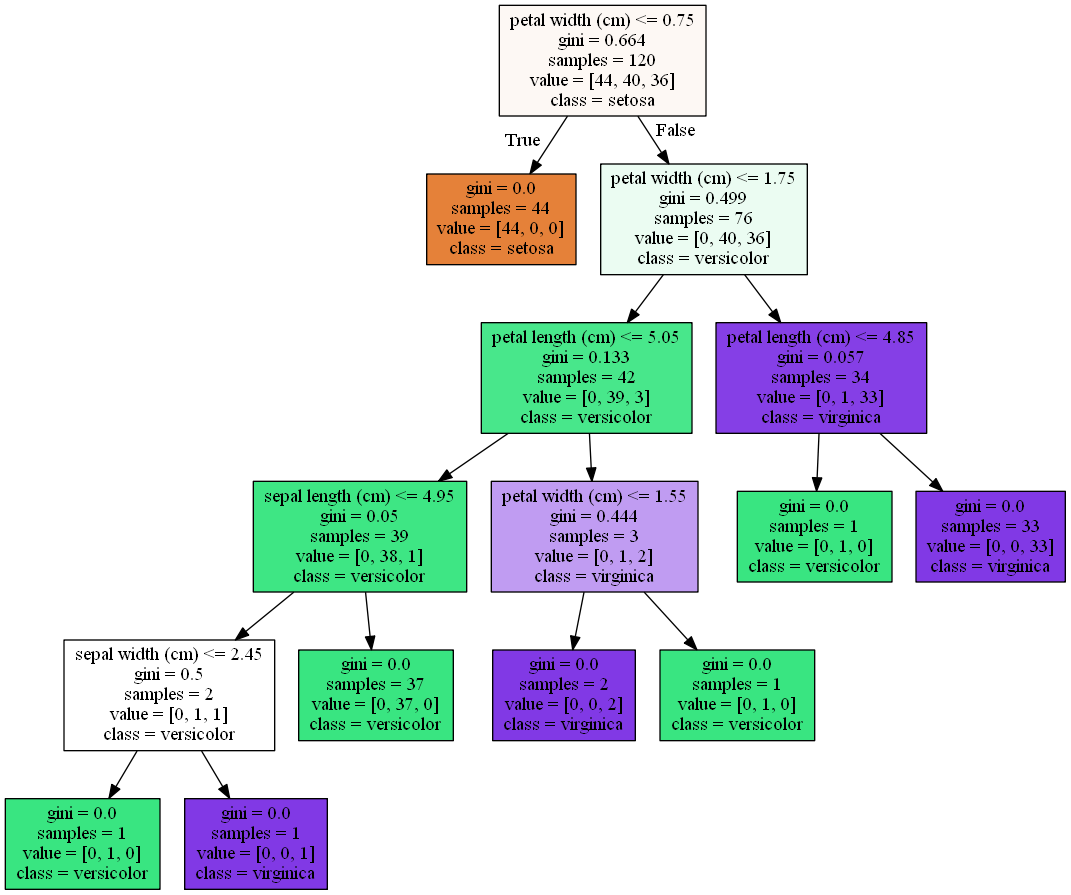 petal width (cm) <= 0.75
gini = 0.664
samples = 120
value = [44, 40, 36]
class = setosa
True
False
gini = 0.0
samples = 44
value = [44, 0, 0]
class = setosa
petal width (cm) <= 1.75
gini = 0.499
samples = 76
value = [0, 40, 36]
class = versicolor
petal length (cm) <= 5.05
gini = 0.133
samples = 42
value = [0, 39, 3]
class = versicolor
petal length (cm) <= 4.85
gini = 0.057
samples = 34
value = [0, 1, 33]
class = virginica
sepal length (cm) <= 4.95
gini = 0.05
samples = 39
value = [0, 38, 1]
class = versicolor
petal width (cm) <= 1.55
gini = 0.444
samples = 3
value = [0, 1, 2]
class = virginica
gini = 0.0
samples = 1
value = [0, 1, 0]
class = versicolor
gini = 0.0
samples = 33
value = [0, 0, 33]
class = virginica
sepal width (cm) <= 2.45
gini = 0.5
samples = 2
value = [0, 1, 1]
class = versicolor
gini = 0.0
samples = 37
value = [0, 37, 0]
class = versicolor
gini = 0.0
samples = 2
value = [0, 0, 2]
class = virginica
gini = 0.0
samples = 1
value = [0, 1, 0]
class = versicolor
gini = 0.0
samples = 1
value = [0, 1, 0]
class = versicolor
gini = 0.0
samples = 1
value = [0, 0, 1]
class = virginica